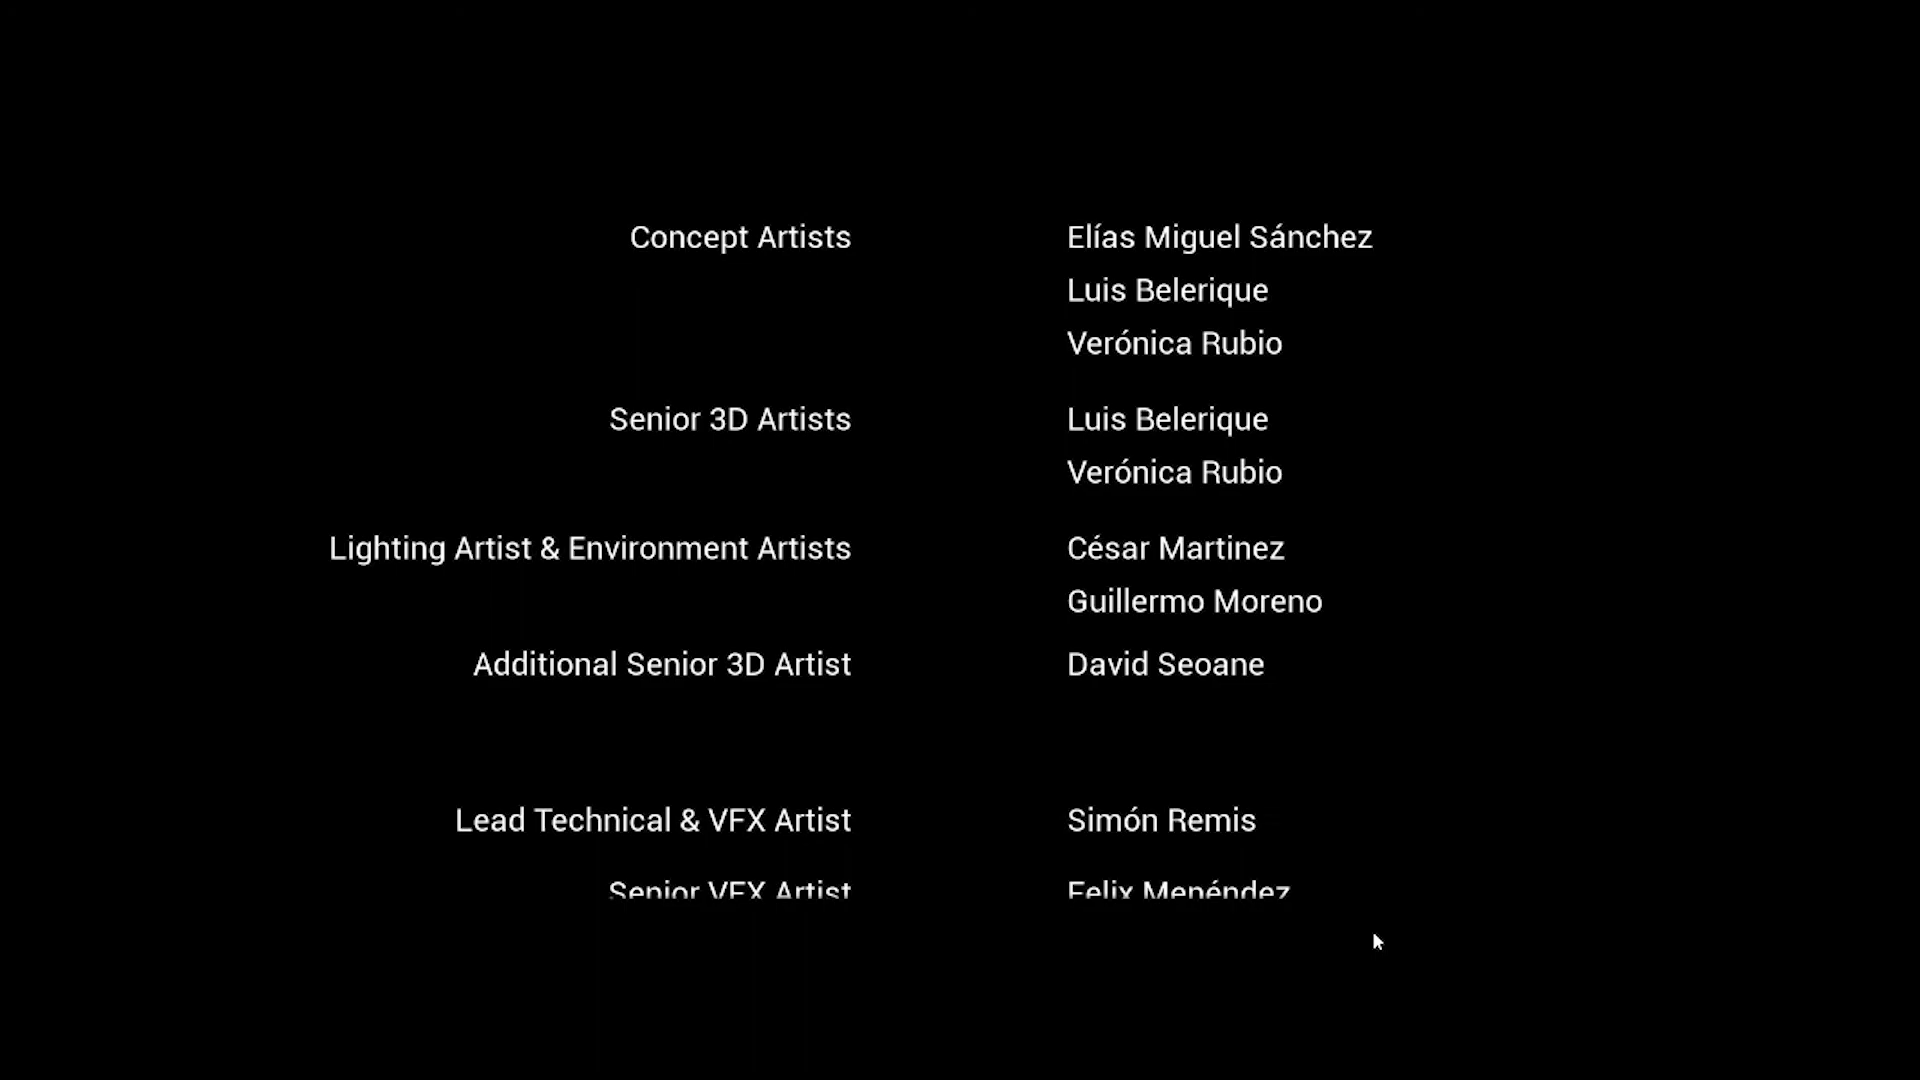 Concept Artists Elías Miguel Sánchez
Luis Belerique
Verónica Rubio
Senior 3D Artists Luis Belerique
Verónica Rubio
Lighting Artist & Environment Artists César Martinez
Guillermo Moreno
Additional Senior 3D Artist David Seoane
Lead Technical & VFX Artist Simón Remis
Senior VFX Artist Felix Menéndez